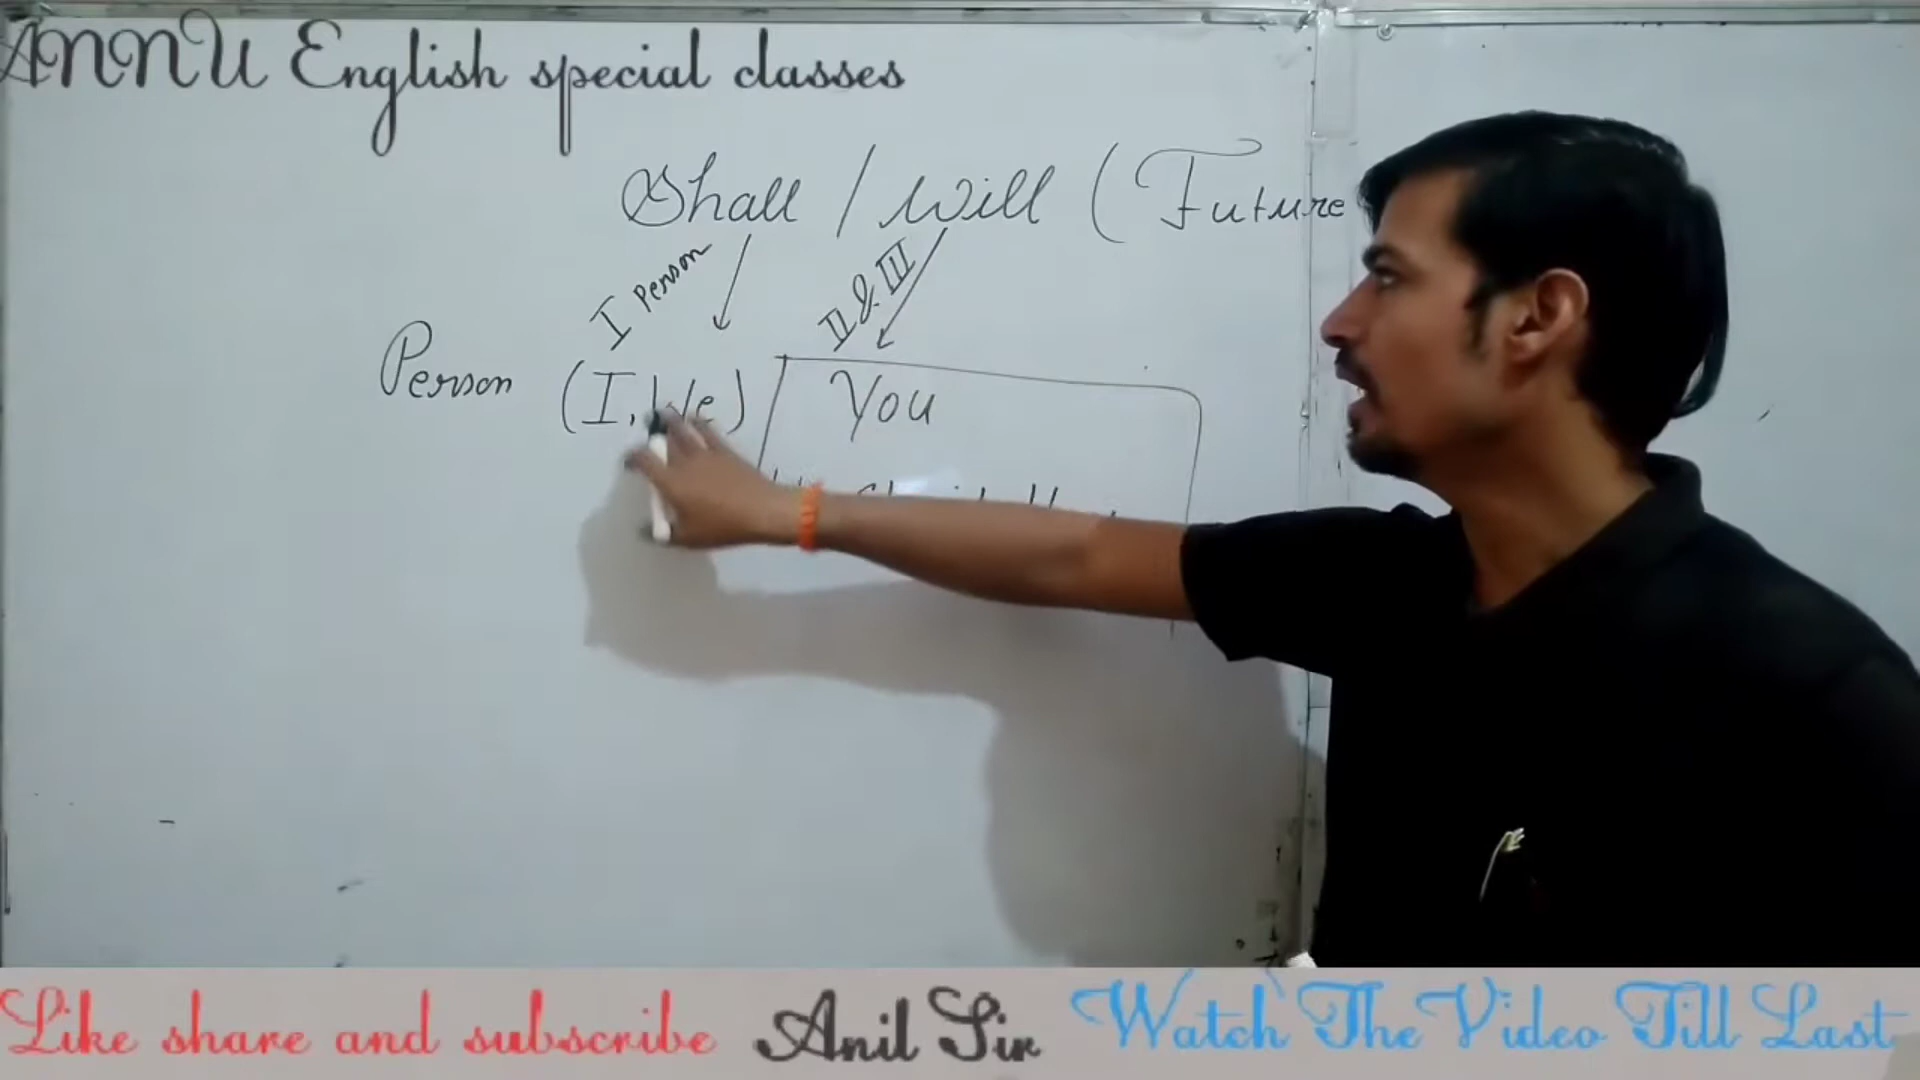 ANNU English special classes
Shall / will ( Future
I Person
II & III
Person (I, We) You
Like share and subscribe Anil Sir Watch The Video Till Last